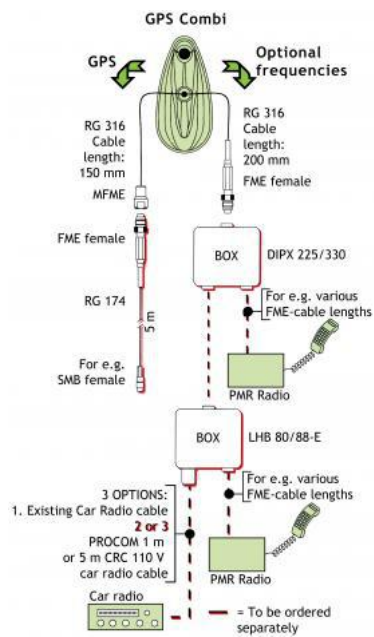 GPS Combi
GPS
Optional
frequencies
RG 316
Cable
length:
150 mm
MFME
RG 316
Cable
length:
200 mm
FME female
FME female
BOX
DIPX 225/330
RG 174
5 m
For e.g. various
FME-cable lengths
For e.g.
SMB female
PMR Radio
BOX
LHB 80/88-E
3 OPTIONS:
1. Existing Car Radio cable
2 or 3
PROCOM 1 m
or 5 m CRC 110 V
car radio cable
For e.g. various
FME-cable lengths
PMR Radio
Car radio
= To be ordered
separately